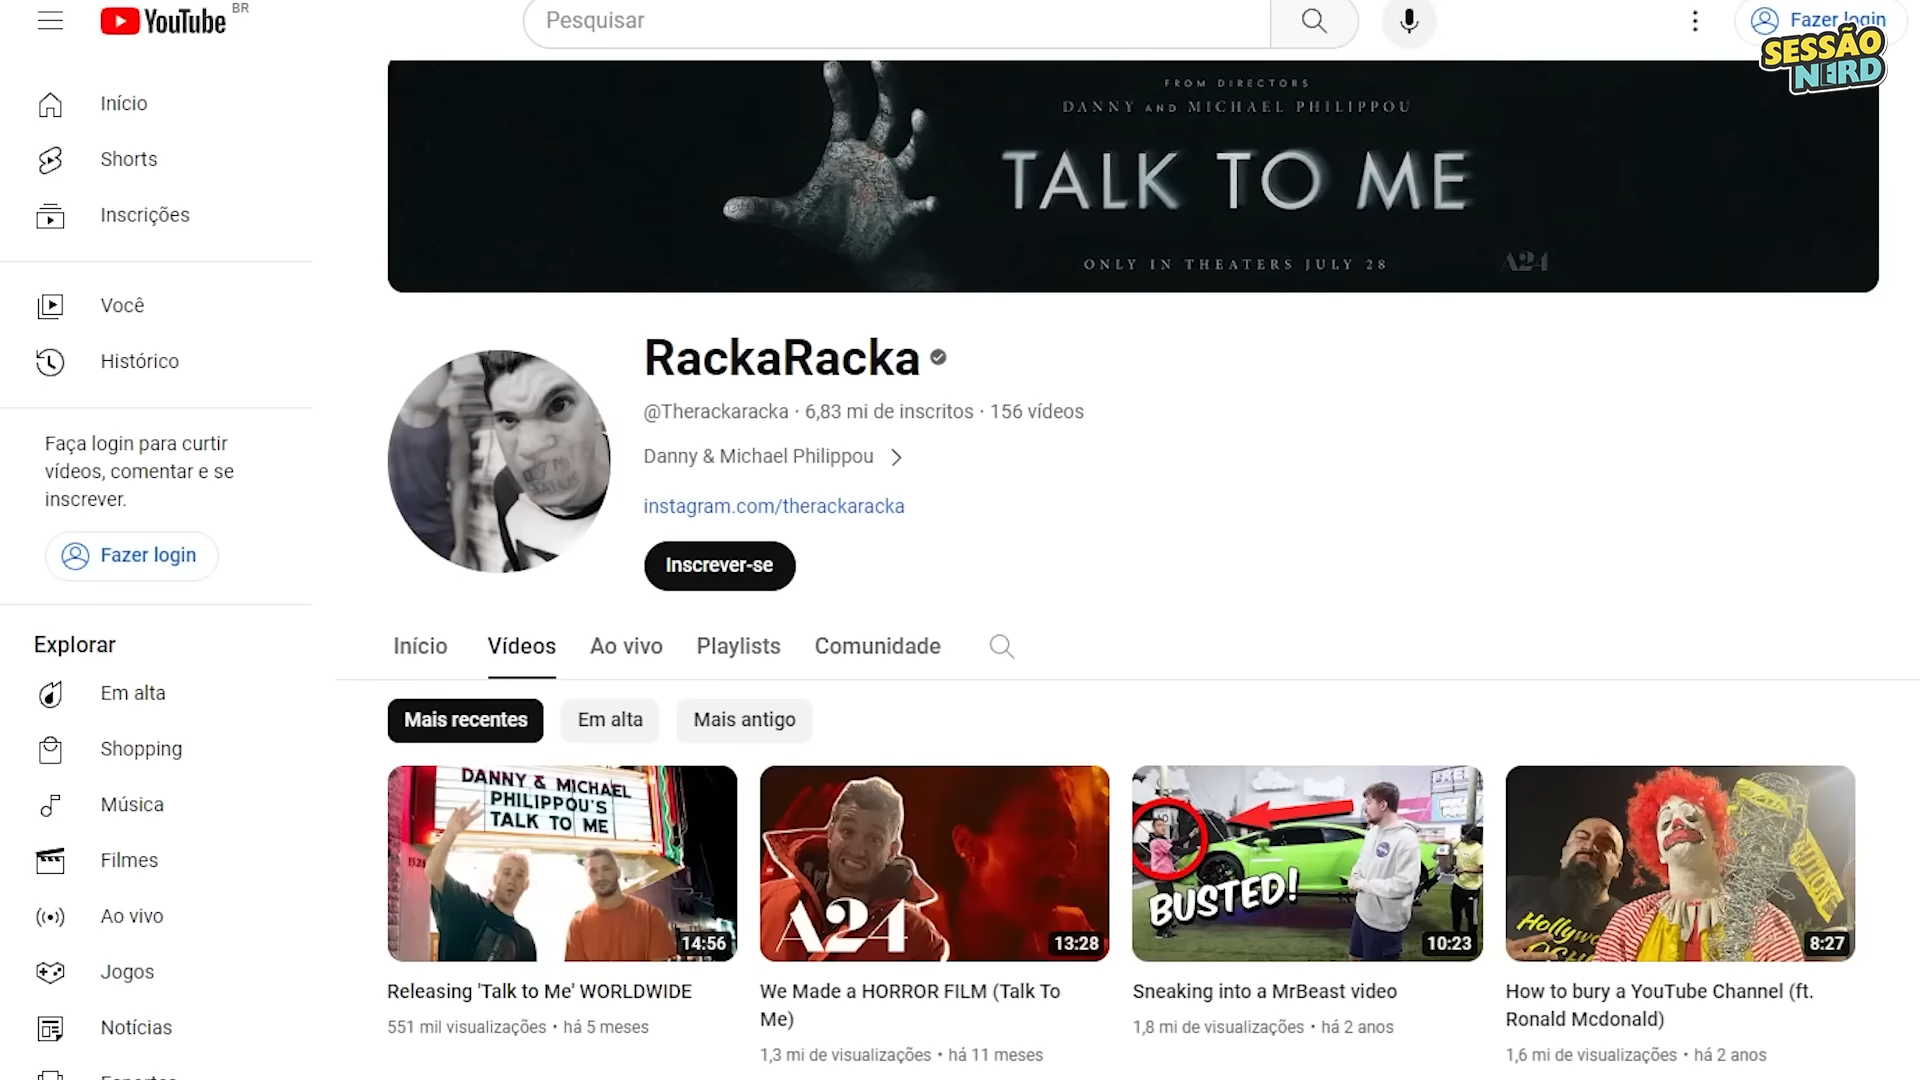 YouTube BR
Pesquisar
Fazer login
SESSÃO
NERD
Início
Shorts
Inscrições
Você
Histórico
Faça login para curtir
vídeos, comentar e se
inscrever.
Fazer login
Explorar
Em alta
Shopping
Música
Filmes
Ao vivo
Jogos
Notícias
FROM DIRECTORS
DANNY AND MICHAEL PHILIPPOU
TALK TO ME
ONLY IN THEATERS JULY 28
A24
RackaRacka
@Therackaracka · 6,83 mi de inscritos · 156 vídeos
Danny & Michael Philippou
instagram.com/therackaracka
Inscrever-se
Início Vídeos Ao vivo Playlists Comunidade
Mais recentes Em alta Mais antigo
DANNY & MICHAEL
PHILIPPOU'S
TALK TO ME
14:56
Releasing 'Talk to Me' WORLDWIDE
551 mil visualizações • há 5 meses
A24
13:28
We Made a HORROR FILM (Talk To
Me)
1,3 mi de visualizações • há 11 meses
BUSTED!
10:23
Sneaking into a MrBeast video
1,8 mi de visualizações • há 2 anos
8:27
How to bury a YouTube Channel (ft.
Ronald Mcdonald)
1,6 mi de visualizações • há 2 anos